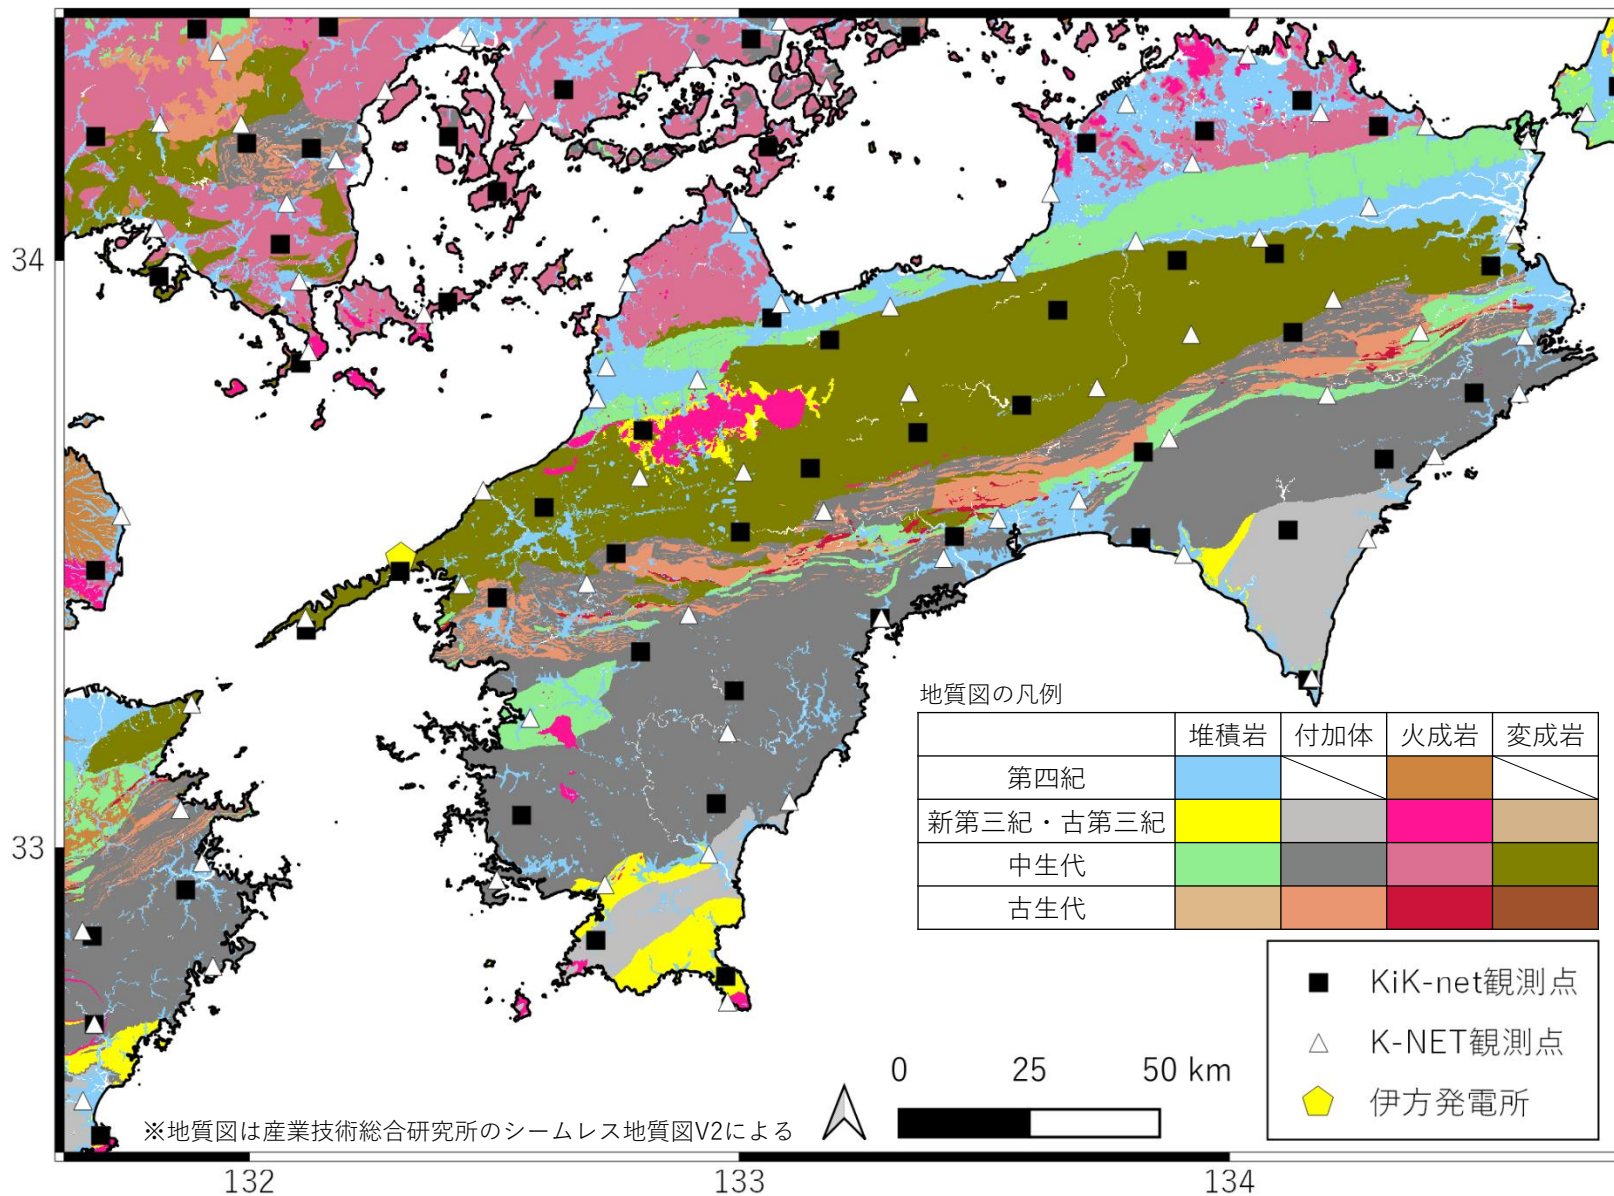 34
33
132
133
134
地質図の凡例
堆積岩 付加体 火成岩 変成岩
第四紀
新第三紀・古第三紀
中生代
古生代
KiK-net観測点
K-NET観測点
伊方発電所
0 25 50 km
※地質図は産業技術総合研究所のシームレス地質図V2による